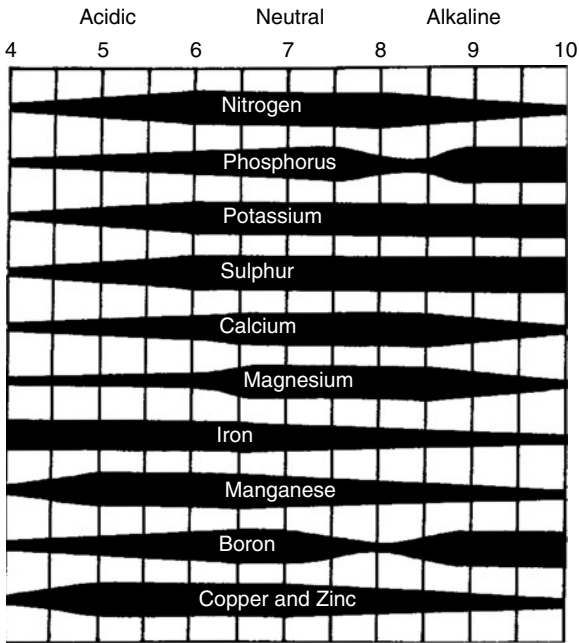 Acidic Neutral Alkaline
4 5 6 7 8 9 10
Nitrogen
Phosphorus
Potassium
Sulphur
Calcium
Magnesium
Iron
Manganese
Boron
Copper and Zinc